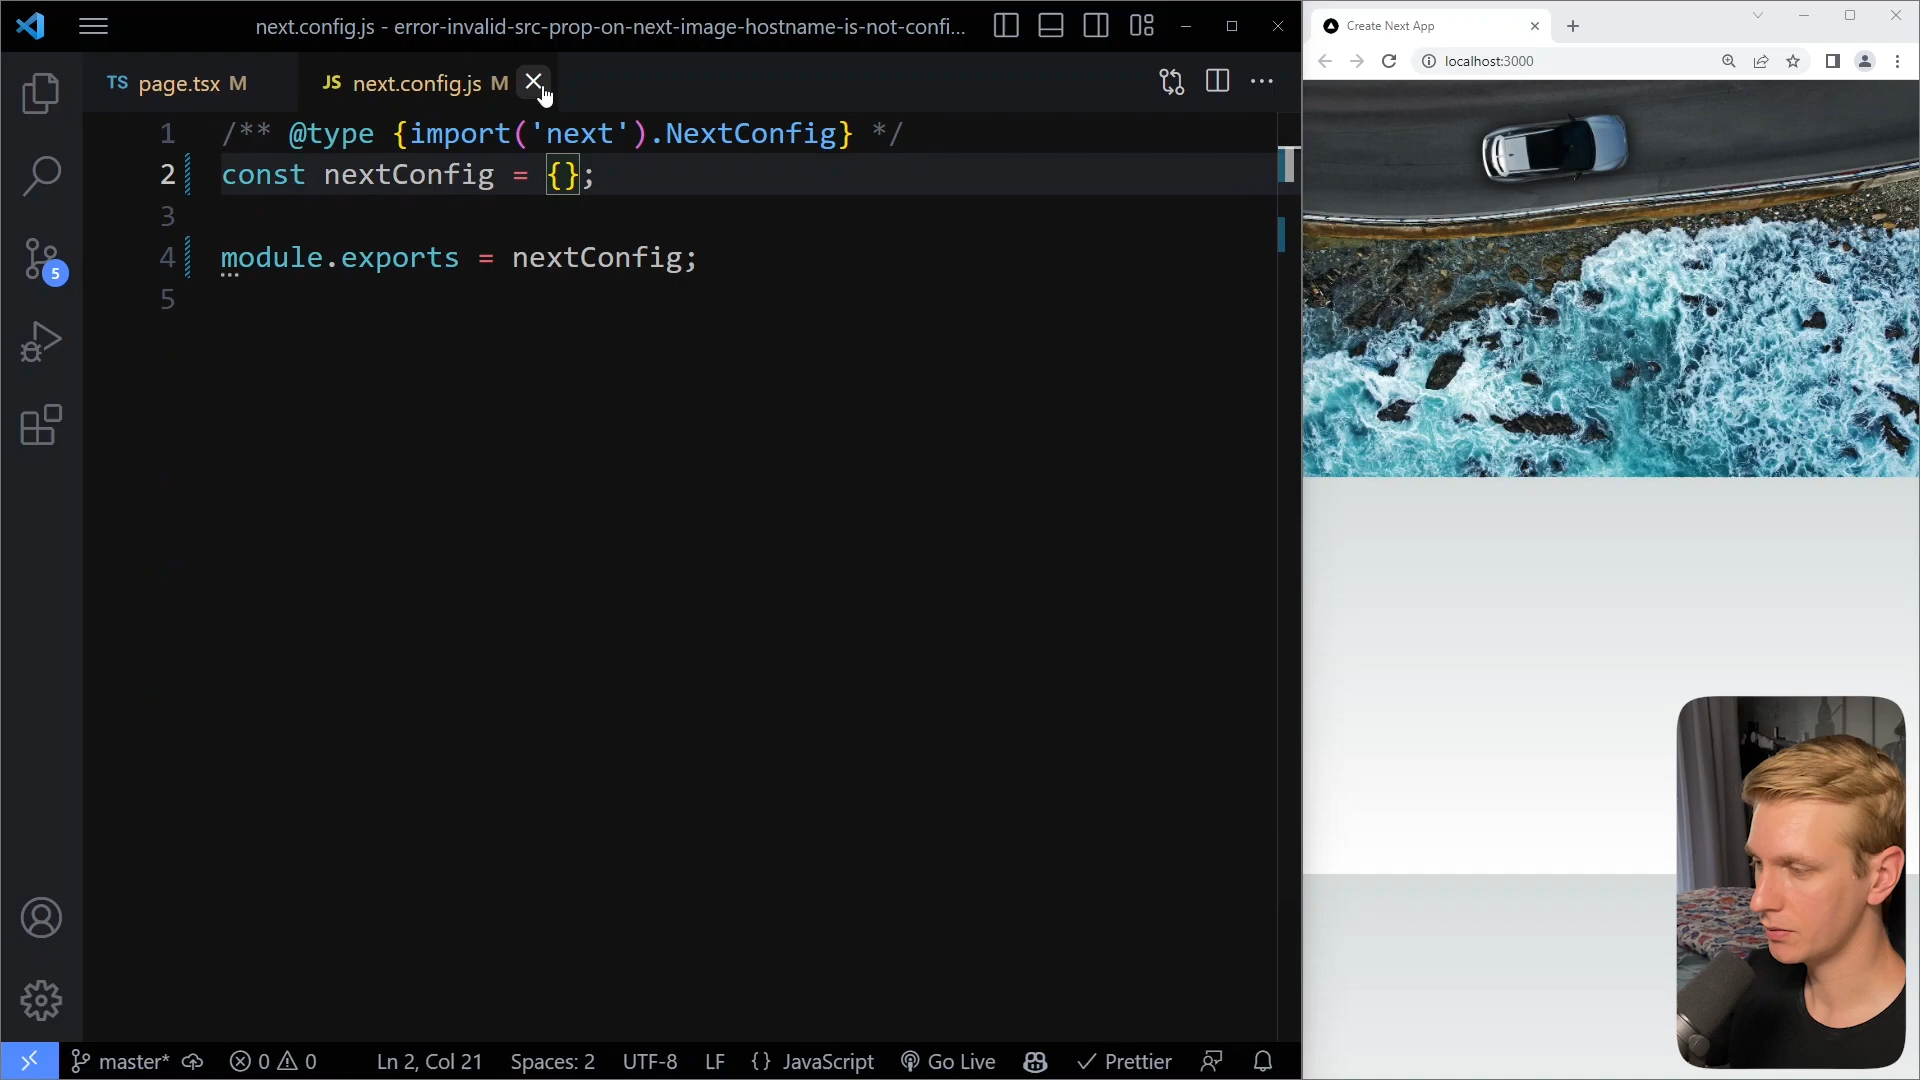 next.config.js - error-invalid-src-prop-on-next-image-hostname-is-not-confi...
TS page.tsx M
JS next.config.js M
1 /** @type {import('next').NextConfig} */
2 const nextConfig = {};
3
4 module.exports = nextConfig;
5
5
master*
0 0
Ln 2, Col 21
Spaces: 2
UTF-8
LF
{} JavaScript
Go Live
Prettier
Create Next App
localhost:3000